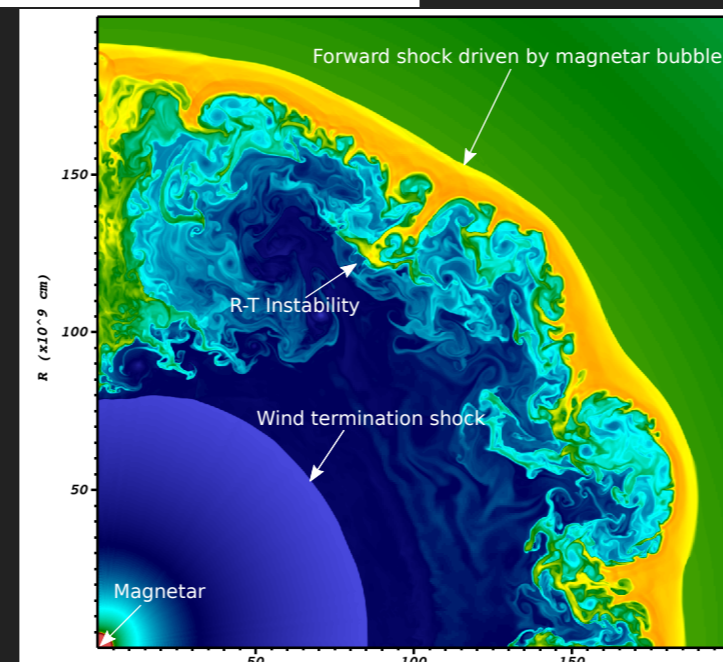 Forward shock driven by magnetar bubble
150
R-T Instability
R (x10^9 cm)
100
Wind termination shock
50
Magnetar
50
100
150